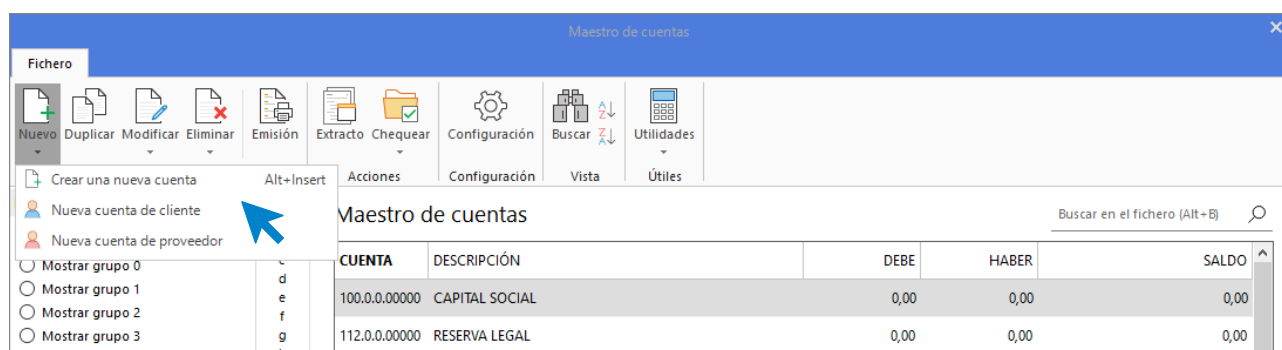 Maestro de cuentas
Fichero
Nuevo Duplicar Modificar Eliminar Emisión Extracto Chequear Configuración Buscar Utilidades
Acciones Configuración Vista Útiles
Crear una nueva cuenta Alt+Insert
Nueva cuenta de cliente
Nueva cuenta de proveedor
Maestro de cuentas Buscar en el fichero (Alt+B)
CUENTA DESCRIPCIÓN DEBE HABER SALDO
Mostrar grupo 0
d
Mostrar grupo 1 e
Mostrar grupo 2 f
Mostrar grupo 3 g
100.0.0.00000 CAPITAL SOCIAL 0,00 0,00 0,00
112.0.0.00000 RESERVA LEGAL 0,00 0,00 0,00